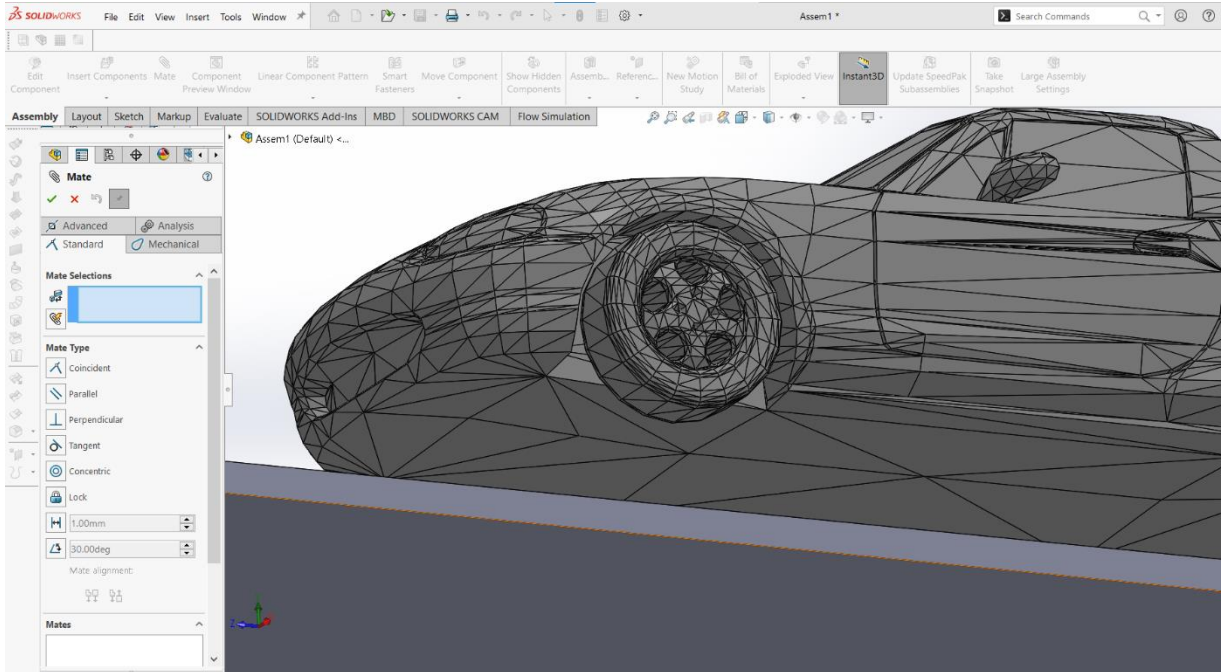 SOLIDWORKS File Edit View Insert Tools Window Assem1 * Search Commands
Edit Component Insert Components Mate Component Preview Window Linear Component Pattern Smart Fasteners Move Component Show Hidden Components Assemb... Referenc... New Motion Study Bill of Materials Exploded View Instant3D Update SpeedPak Subassemblies Take Snapshot Large Assembly Settings
Assembly Layout Sketch Markup Evaluate SOLIDWORKS Add-Ins MBD SOLIDWORKS CAM Flow Simulation
Assem1 (Default) <...
Mate
Advanced Analysis
Standard Mechanical
Mate Selections
Mate Type
Coincident
Parallel
Perpendicular
Tangent
Concentric
Lock
1.00mm
30.00deg
Mate alignment:
Mates
Z